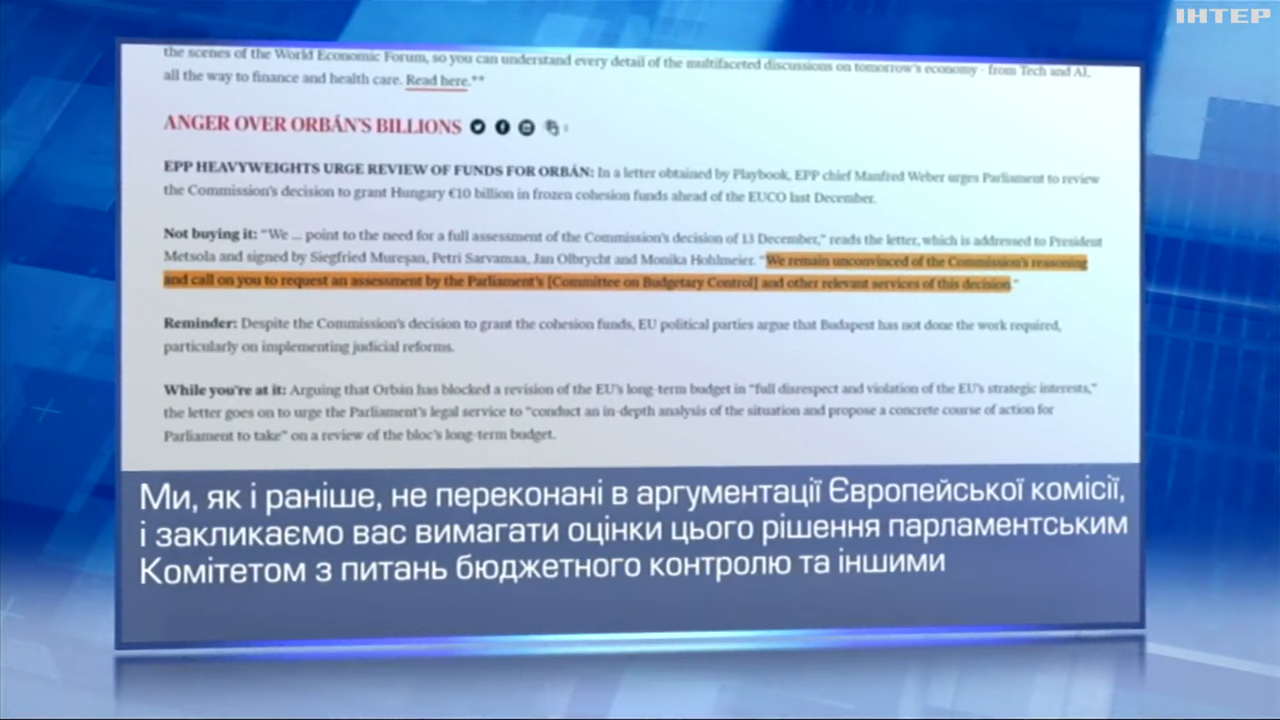 ІНТЕР
the scenes of the World Economic Forum, so you can understand every detail of the multifaceted discussions on tomorrow's economy - from Tech and AI,
all the way to finance and health care. Read here.**
ANGER OVER ORBÁN'S BILLIONS
EPP HEAVYWEIGHTS URGE REVIEW OF FUNDS FOR ORBÁN: In a letter obtained by Playbook, EPP chief Manfred Weber urges Parliament to review
the Commission's decision to grant Hungary €10 billion in frozen cohesion funds ahead of the EUCO last December.
Not buying it: "We ... point to the need for a full assessment of the Commission's decision of 13 December," reads the letter, which is addressed to President
Metsola and signed by Siegfried Mureşan, Petri Sarvamaa, Jan Olbrycht and Monika Hohlmeier. "We remain unconvinced of the Commission's reasoning
and call on you to request an assessment by the Parliament's [Committee on Budgetary Control] and other relevant services of this decision."
Reminder: Despite the Commission's decision to grant the cohesion funds, EU political parties argue that Budapest has not done the work required,
particularly on implementing judicial reforms.
While you're at it: Arguing that Orbán has blocked a revision of the EU's long-term budget in "full disrespect and violation of the EU's strategic interests,"
the letter goes on to urge the Parliament's legal service to "conduct an in-depth analysis of the situation and propose a concrete course of action for
Parliament to take" on a review of the bloc's long-term budget.
Ми, як і раніше, не переконані в аргументації Європейської комісії,
і закликаємо вас вимагати оцінки цього рішення парламентським
Комітетом з питань бюджетного контролю та іншими